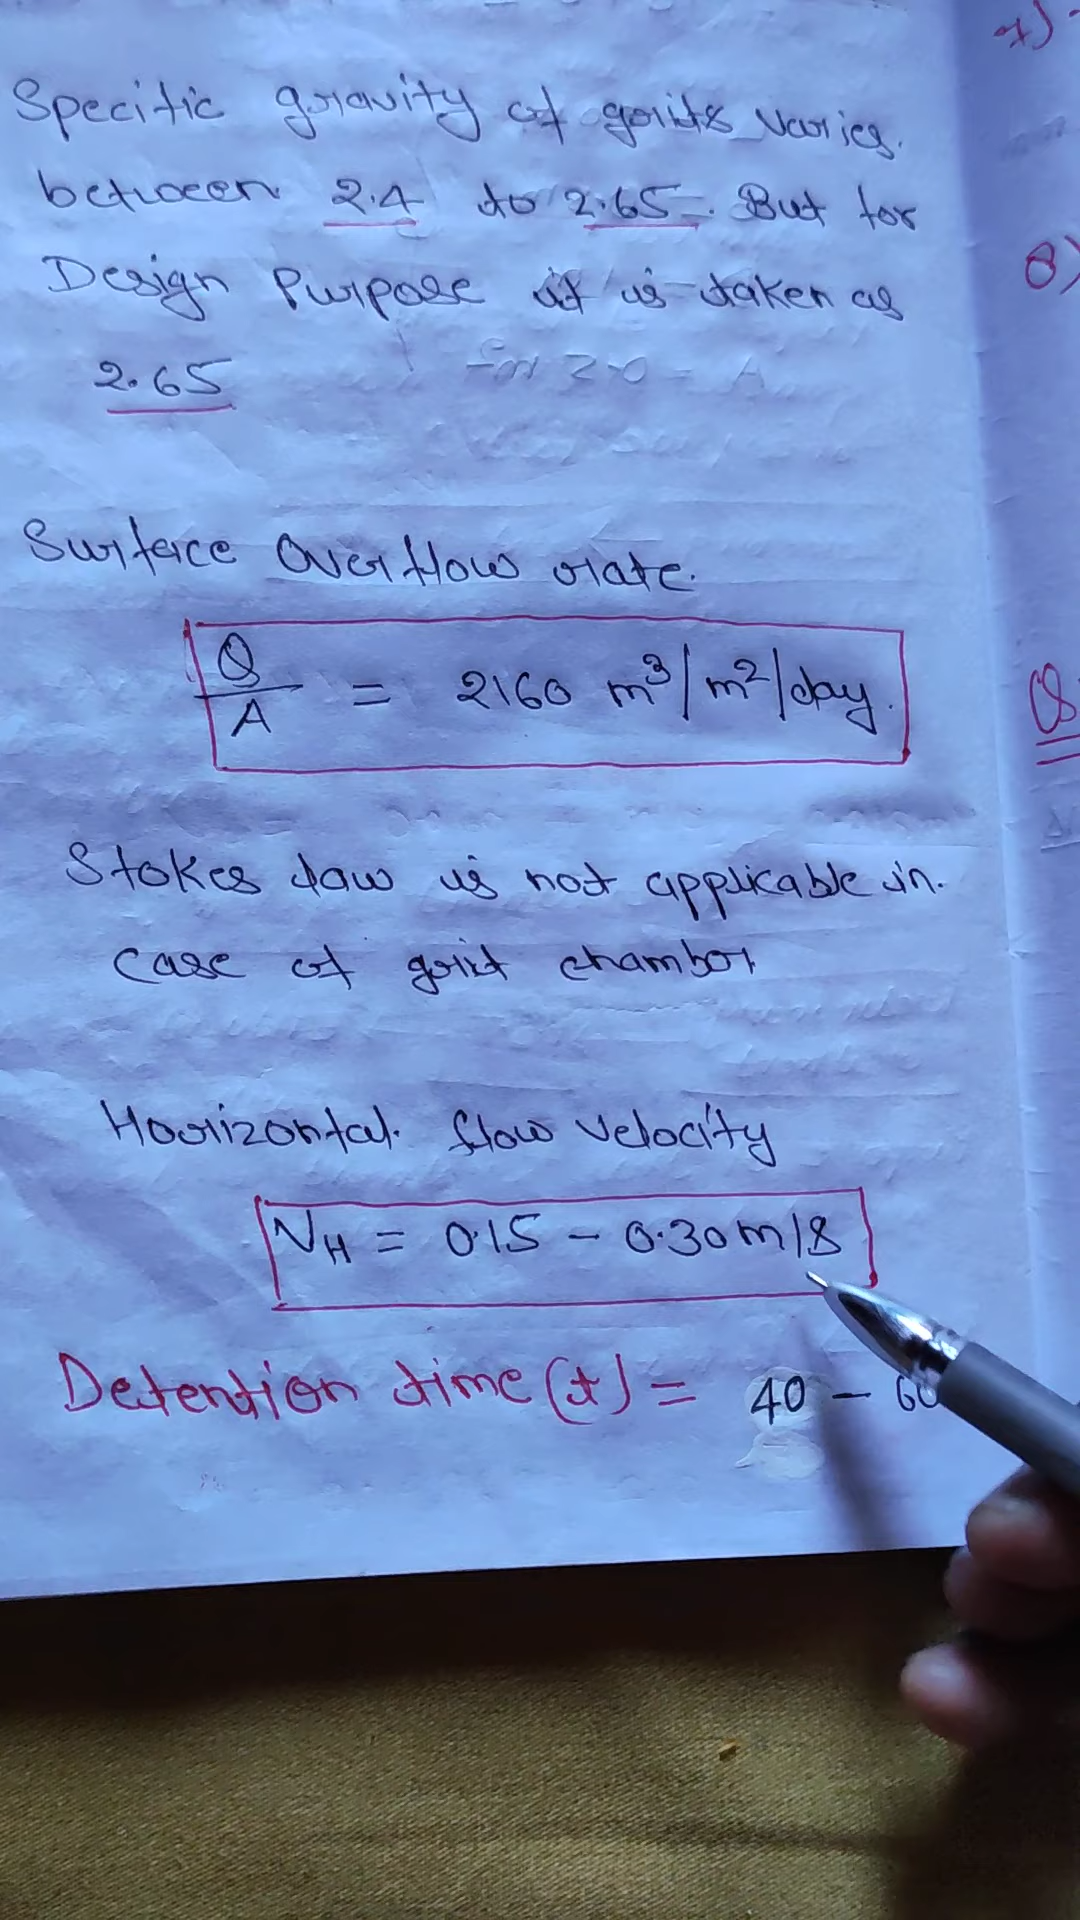 Specific gravity of grits varies.
between 2.4 to 2.65. But for
Design Purpose it is taken as
2.65
Surface Overflow rate.
Q/A = 2160 m³/m²/day.
Stokes law is not applicable in.
Case of grit chamber
Horizontal. flow velocity
VH = 0.15 - 0.30 m/s
Detention time (t) = 40 - 60